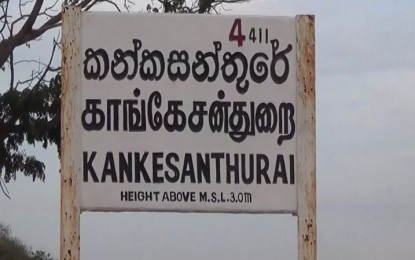 4 411
කන්කසන්තුරේ
காங்கேசன்துறை
KANKESANTHURAI
HEIGHT ABOVE M.S.L.3.0m